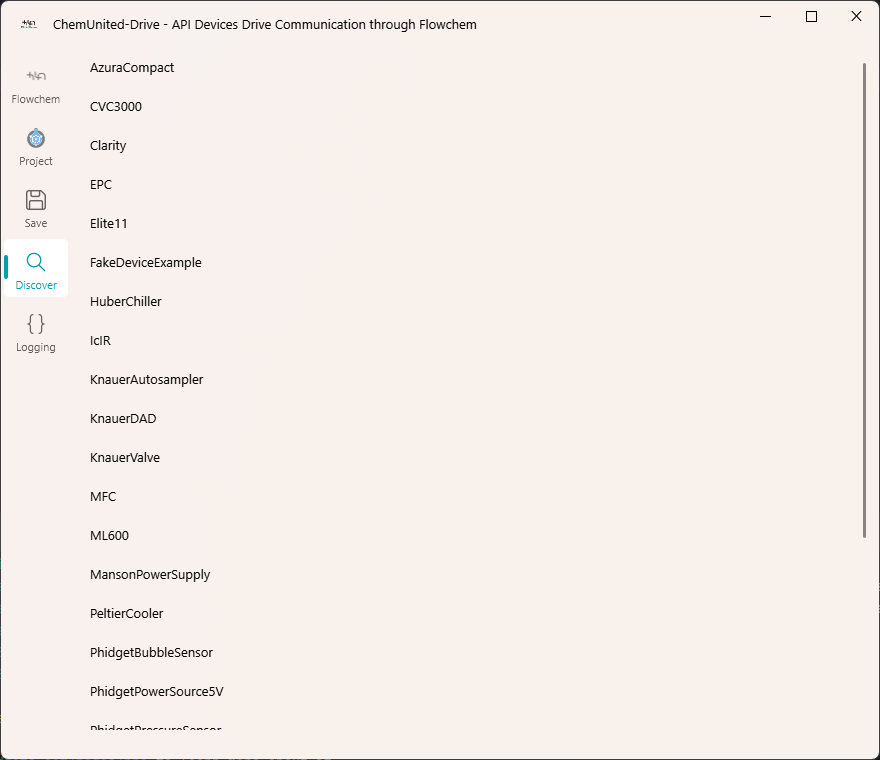 ChemUnited-Drive - API Devices Drive Communication through Flowchem
Flowchem
Project
Save
Discover
Logging
AzuraCompact
CVC3000
Clarity
EPC
Elite11
FakeDeviceExample
HuberChiller
IcIR
KnauerAutosampler
KnauerDAD
KnauerValve
MFC
ML600
MansonPowerSupply
PeltierCooler
PhidgetBubbleSensor
PhidgetPowerSource5V
PhidgetPressureSensor